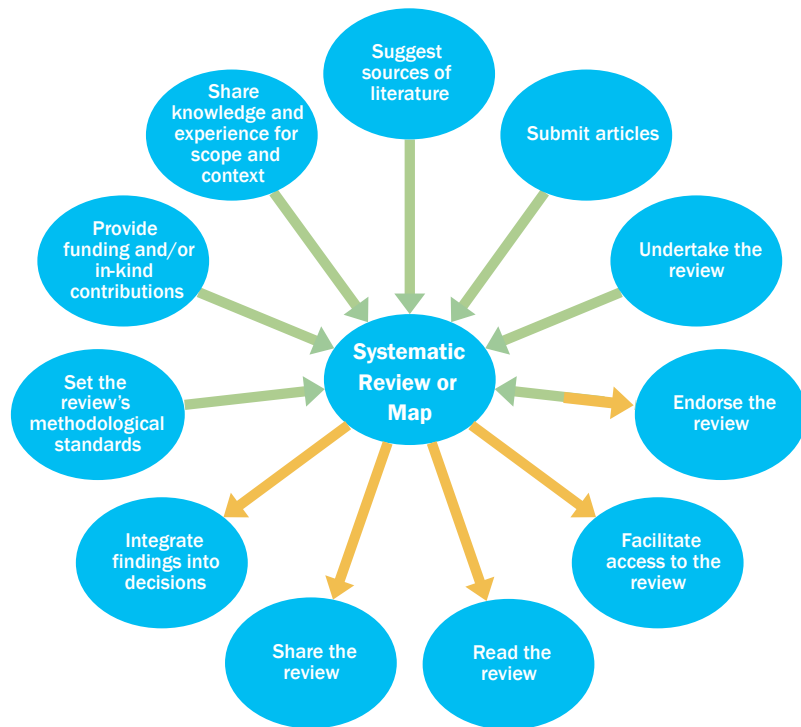 Suggest
sources of
literature
Share
knowledge and
experience for
scope and
context
Submit articles
Provide
funding and/or
in-kind
contributions
Undertake the
review
Systematic
Review or
Map
Set the
review's
methodological
standards
Endorse the
review
Integrate
findings into
decisions
Facilitate
access to the
review
Share the
review
Read the
review